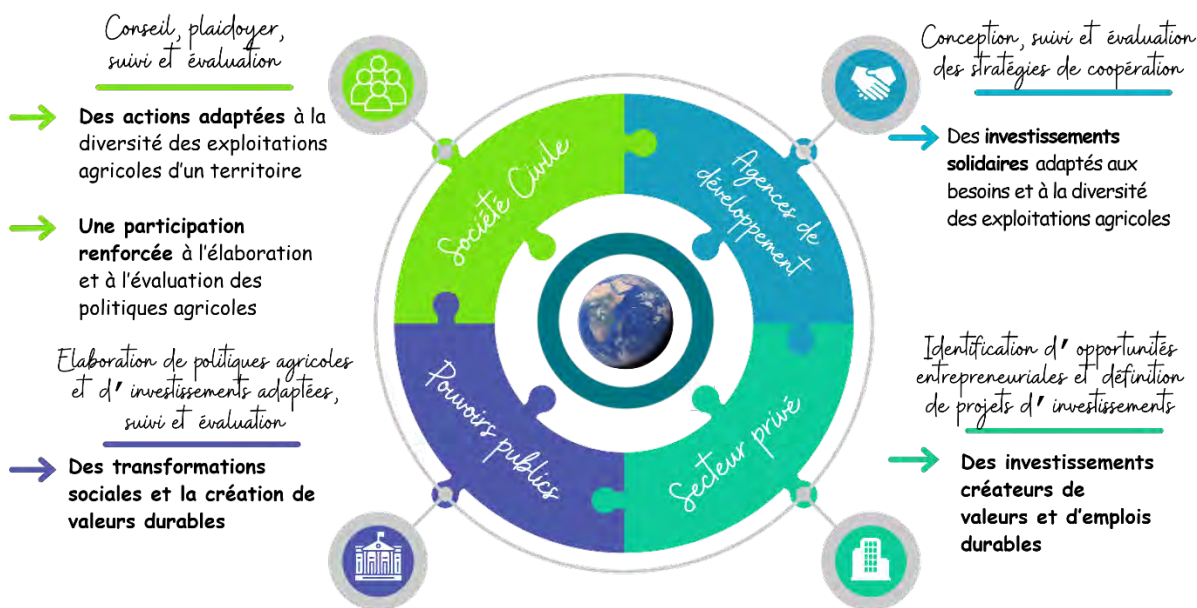 Conseil, plaidoyer,
suivi et évaluation
Des actions adaptées à la
diversité des exploitations
agricoles d'un territoire
Une participation
renforcée à l'élaboration
et à l'évaluation des
politiques agricoles
Conception, suivi et évaluation
des stratégies de coopération
Des investissements
solidaires adaptés aux
besoins et à la diversité
des exploitations agricoles
Société Civile
Agences de
développement
Pouvoirs publics
Secteur privé
Elaboration de politiques agricoles
et d' investissements adaptées,
suivi et évaluation
Des transformations
sociales et la création de
valeurs durables
Identification d' opportunités
entrepreneuriales et définition
de projets d' investissements
Des investissements
créateurs de
valeurs et d'emplois
durables